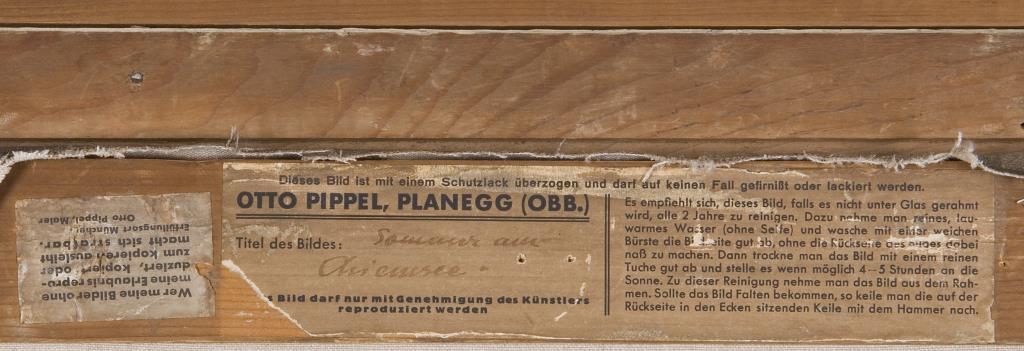 Wer meine Bilder ohne
meine Erlaubnis repro-
duziert, kopiert oder
zum kopieren ausleiht
macht sich strafbar.
Erfüllungsort München.
Otto Pippel, Maler
Dieses Bild ist mit einem Schutzlack überzogen und darf auf keinen Fall gefirnißt oder lackiert werden.
OTTO PIPPEL, PLANEGG (OBB.)
Titel des Bildes: Sommer am
Chiemsee -
s Bild darf nur mit Genehmigung des Künstlers
reproduziert werden
Es empfiehlt sich, dieses Bild, falls es nicht unter Glas gerahmt
wird, alle 2 Jahre zu reinigen. Dazu nehme man reines, lau-
warmes Wasser (ohne Seife) und wasche mit einer weichen
Bürste die Bildseite gut ab, ohne die Rückseite des Bildes dabei
naß zu machen. Dann trockne man das Bild mit einem reinen
Tuche gut ab und stelle es wenn möglich 4—5 Stunden an die
Sonne. Zu dieser Reinigung nehme man das Bild aus dem Rah-
men. Sollte das Bild Falten bekommen, so keile man die auf der
Rückseite in den Ecken sitzenden Keile mit dem Hammer nach.